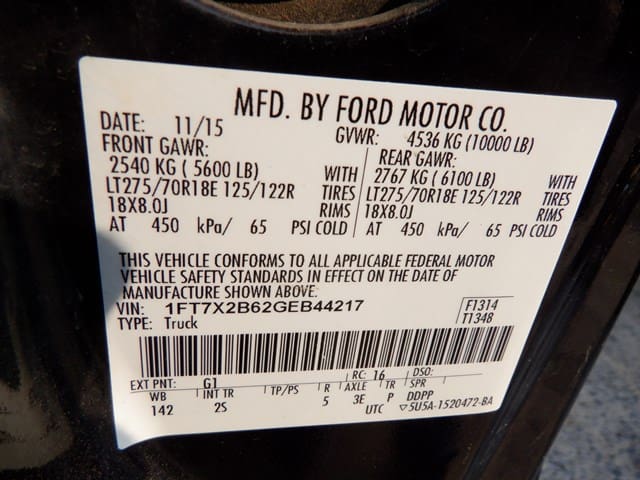 MFD. BY FORD MOTOR CO.
DATE: 11/15 GVWR: 4536 KG (10000 LB)
FRONT GAWR: REAR GAWR:
2540 KG ( 5600 LB) WITH 2767 KG ( 6100 LB) WITH
LT275/70R18E 125/122R TIRES LT275/70R18E 125/122R TIRES
18X8.0J RIMS 18X8.0J RIMS
AT 450 kPa/ 65 PSI COLD AT 450 kPa/ 65 PSI COLD
THIS VEHICLE CONFORMS TO ALL APPLICABLE FEDERAL MOTOR
VEHICLE SAFETY STANDARDS IN EFFECT ON THE DATE OF
MANUFACTURE SHOWN ABOVE.
VIN: 1FT7X2B62GEB44217 F1314
TYPE: Truck T1348
EXT PNT: G1 RC: 16 DSO:
WB INT TR TP/PS R AXLE TR SPR
142 2S 5 3E P DDPP
UTC ▽5U5A-1520472-BA